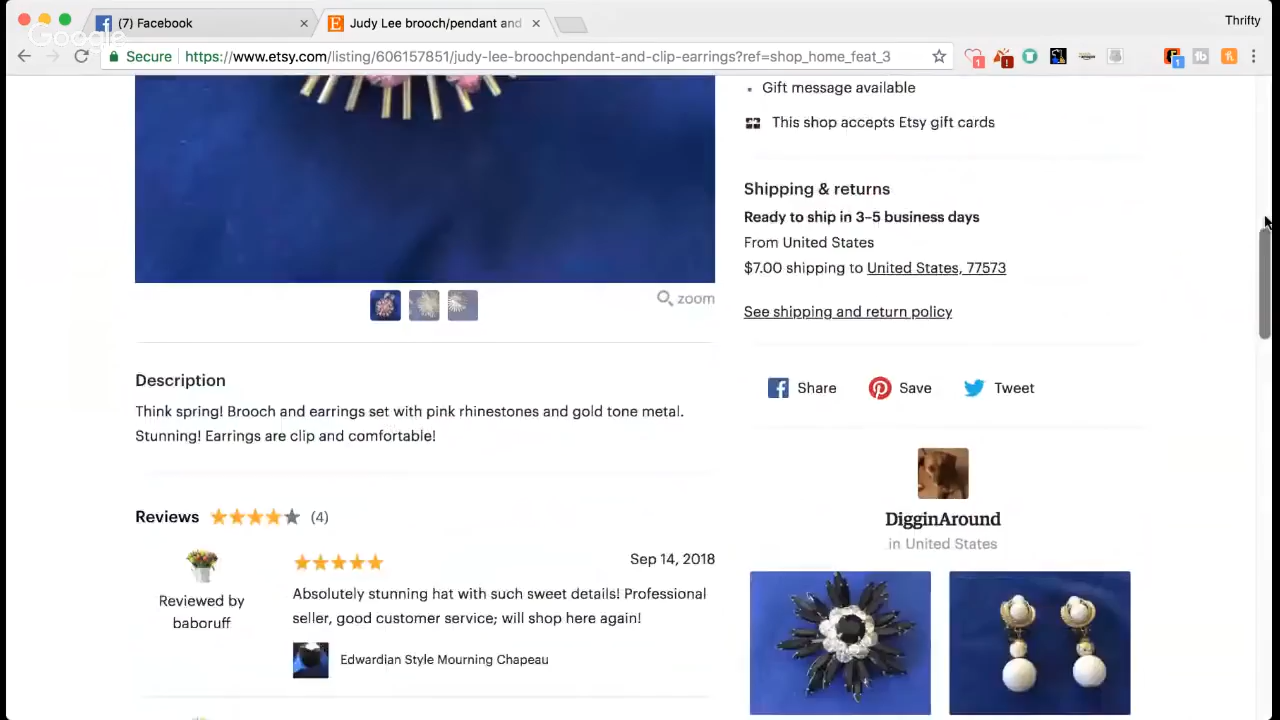 (7) Facebook
Judy Lee brooch/pendant and
Thrifty
Google
Secure
https://www.etsy.com/listing/606157851/judy-lee-broochpendant-and-clip-earrings?ref=shop_home_feat_3
Gift message available
This shop accepts Etsy gift cards
Shipping & returns
Ready to ship in 3–5 business days
From United States
$7.00 shipping to United States, 77573
See shipping and return policy
Share
Save
Tweet
zoom
Description
Think spring! Brooch and earrings set with pink rhinestones and gold tone metal.
Stunning! Earrings are clip and comfortable!
DigginAround
in United States
Reviews
(4)
Reviewed by
baboruff
Sep 14, 2018
Absolutely stunning hat with such sweet details! Professional
seller, good customer service; will shop here again!
Edwardian Style Mourning Chapeau